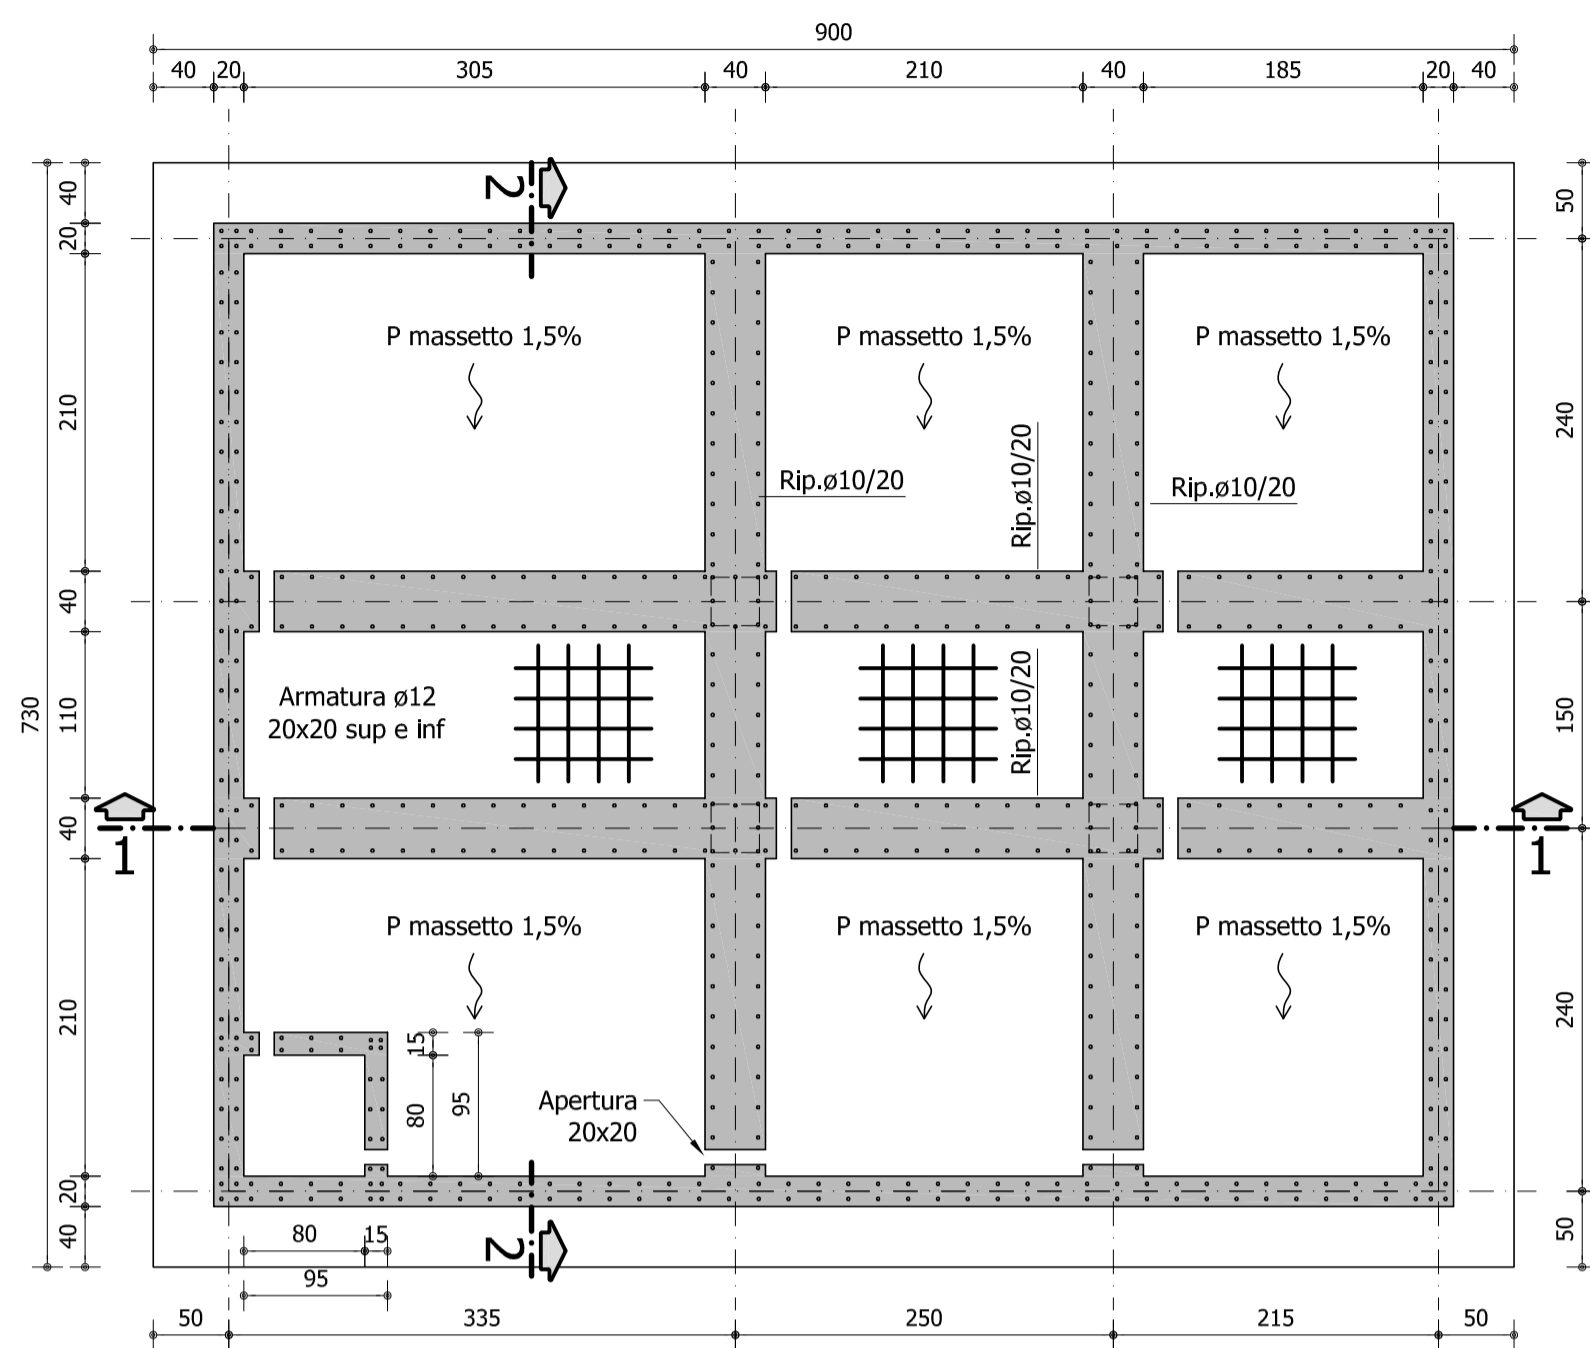 900
40 20 305 40 210 40 185 20 40
2
40
20
210
40
110
40
210
20
40
730
50
240
150
240
50
P massetto 1,5%
P massetto 1,5%
P massetto 1,5%
Rip.ø10/20
Rip.ø10/20
Rip.ø10/20
Armatura ø12
20x20 sup e inf
Rip.ø10/20
1
1
P massetto 1,5%
P massetto 1,5%
P massetto 1,5%
15
80
95
Apertura
20x20
80 15
95
2
50 335 250 215 50